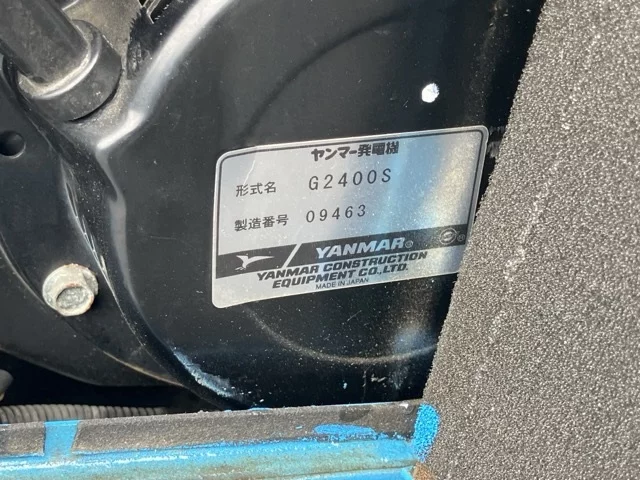 ヤンマー発電機
形式名 G2400S
製造番号 09463
YANMAR®
YANMAR CONSTRUCTION
EQUIPMENT CO.,LTD.
MADE IN JAPAN